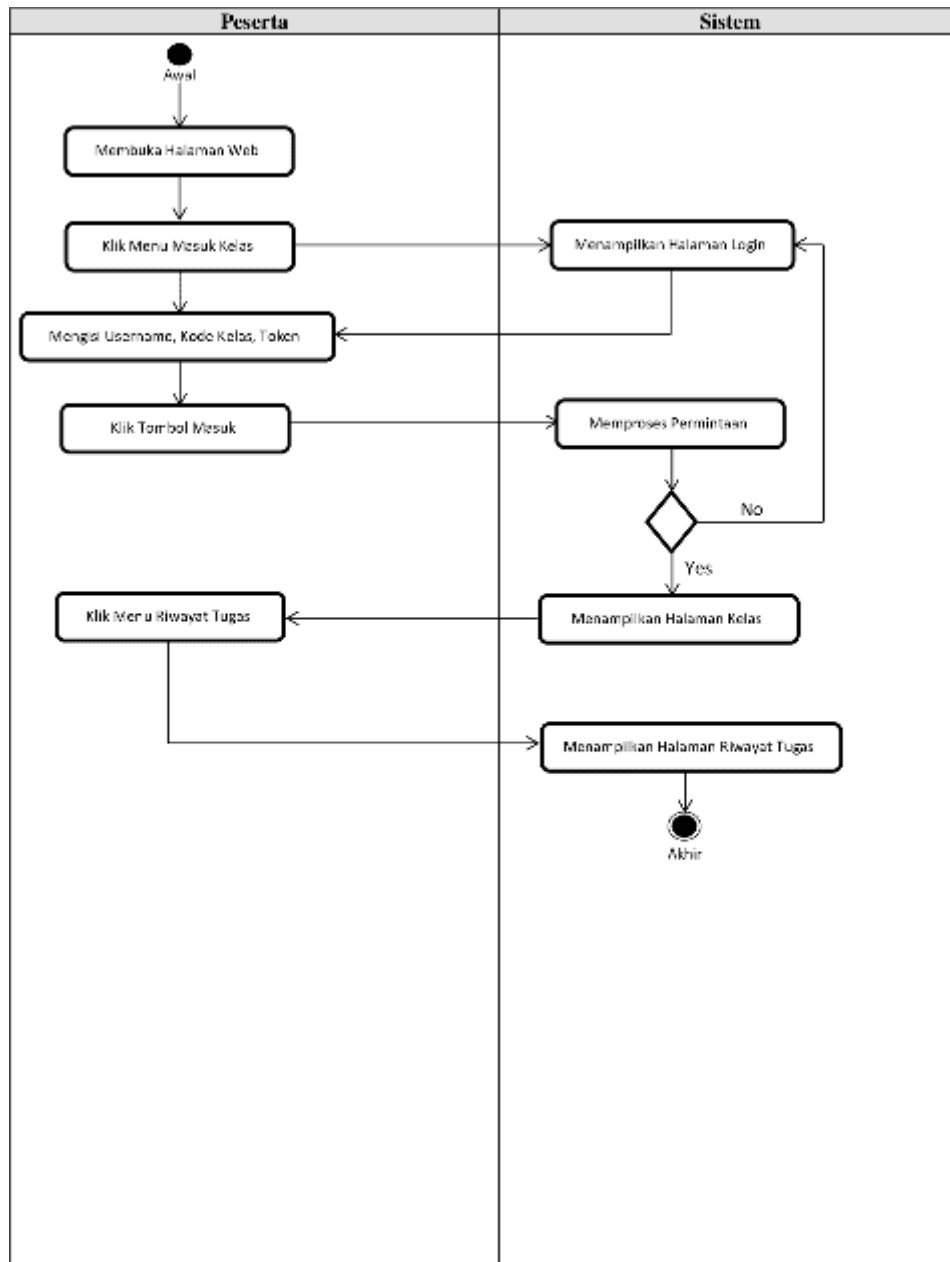 Peserta
Sistem
Awal
Membuka Halaman Web
Klik Menu Masuk Kelas
Menampilkan Halaman Login
Mengisi Username, Kode Kelas, Token
Klik Tombol Masuk
Memproses Permintaan
No
Yes
Klik Menu Riwayat Tugas
Menampilkan Halaman Kelas
Menampilkan Halaman Riwayat Tugas
Akhir